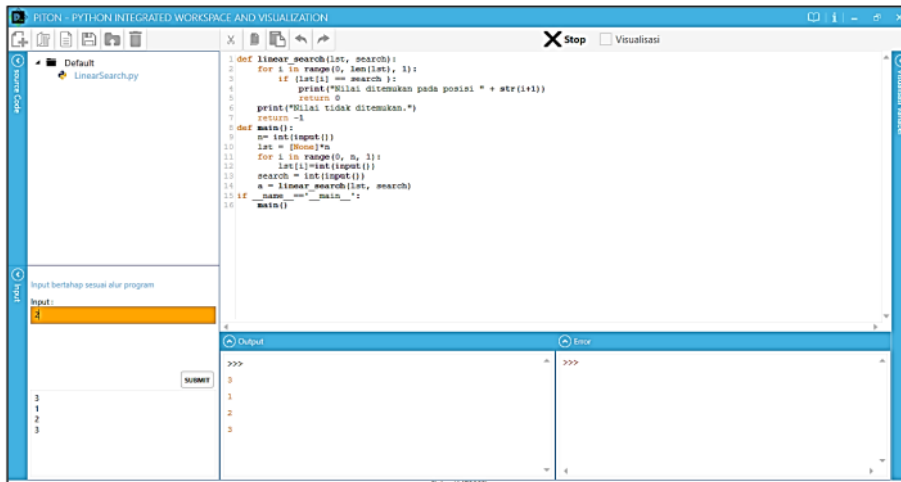 PITON - PYTHON INTEGRATED WORKSPACE AND VISUALIZATION
Stop
Visualisasi
Source Code
Default
LinearSearch.py
1 def linear_search(lst, search):
2 for i in range(0, len(lst), 1):
3 if (lst[i] == search ):
4 print("Nilai ditemukan pada posisi " + str(i+1))
5 return 0
6 print("Nilai tidak ditemukan.")
7 return -1
8 def main():
9 n= int(input())
10 lst = [None]*n
11 for i in range(0, n, 1):
12 lst[i]=int(input())
13 search = int(input())
14 a = linear_search(lst, search)
15 if __name__=="__main__":
16 main()
Input
Input bertahap sesuai alur program
Input :
2
SUBMIT
3
1
2
3
Output
>>>
3
1
2
3
Error
>>>